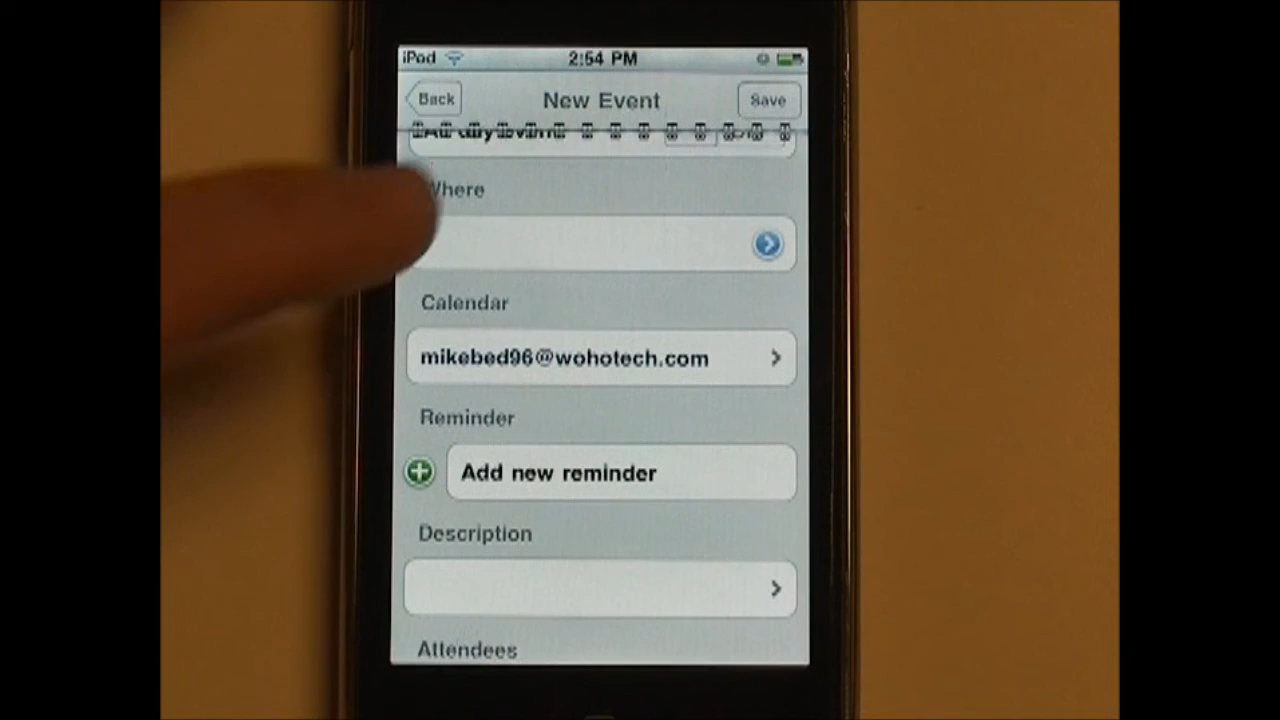 iPod 2:54 PM
Back New Event Save
Where
Calendar
mikebed96@wohotech.com
Reminder
Add new reminder
Description
Attendees